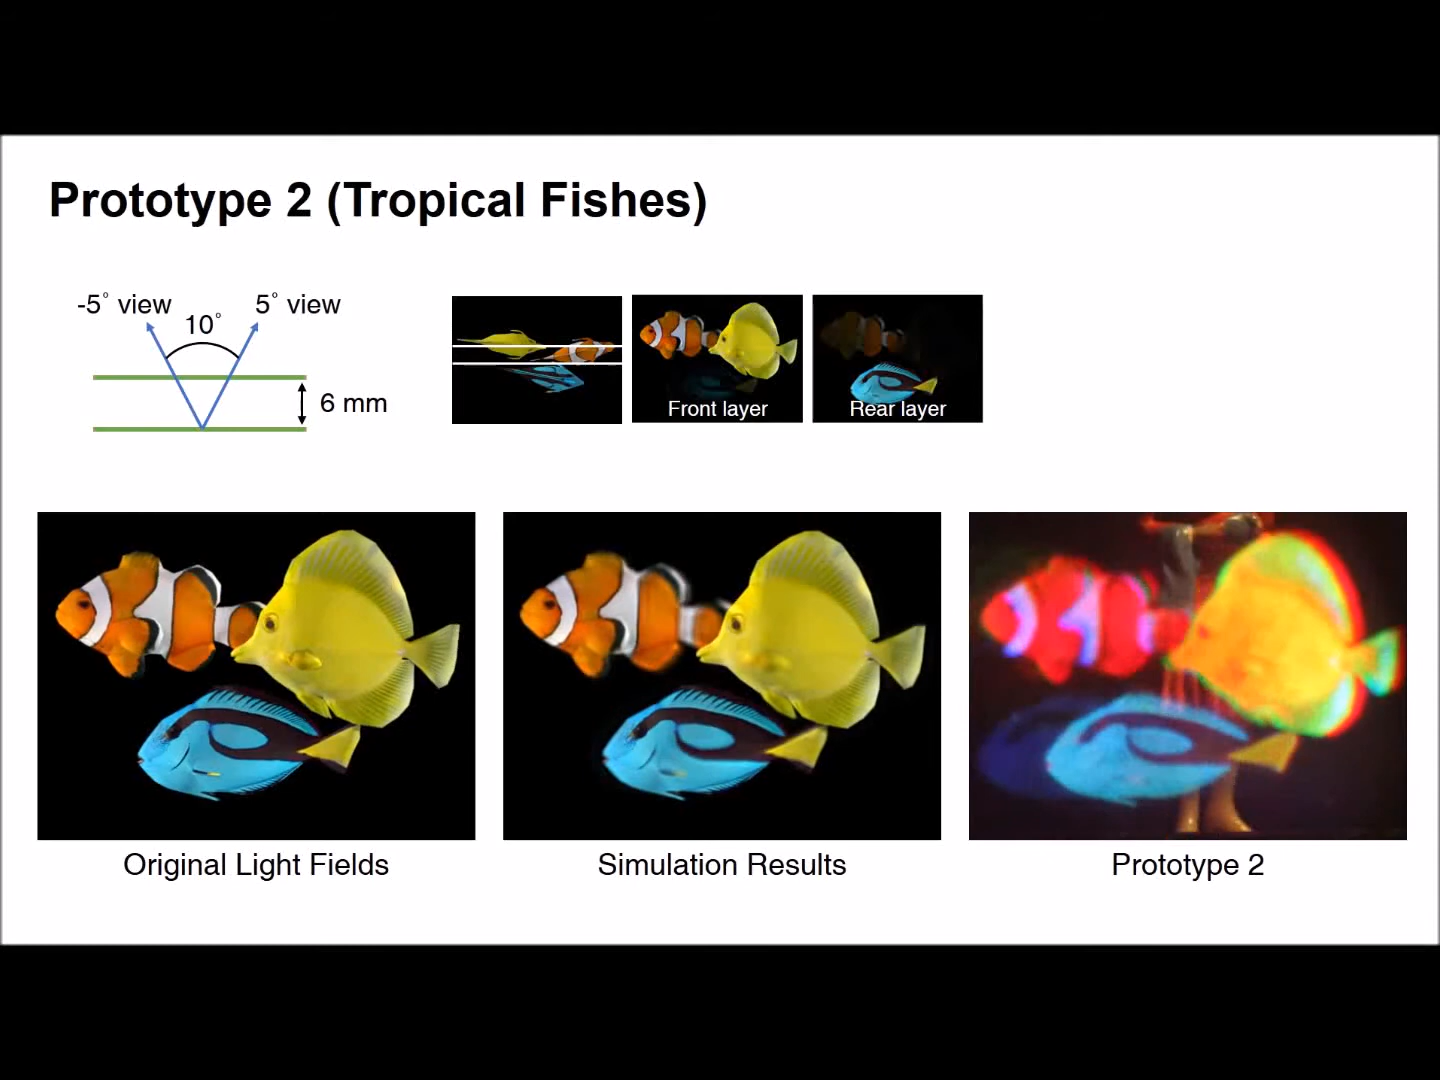 Prototype 2 (Tropical Fishes)
-5° view
5° view
10°
6 mm
Front layer
Rear layer
Original Light Fields
Simulation Results
Prototype 2